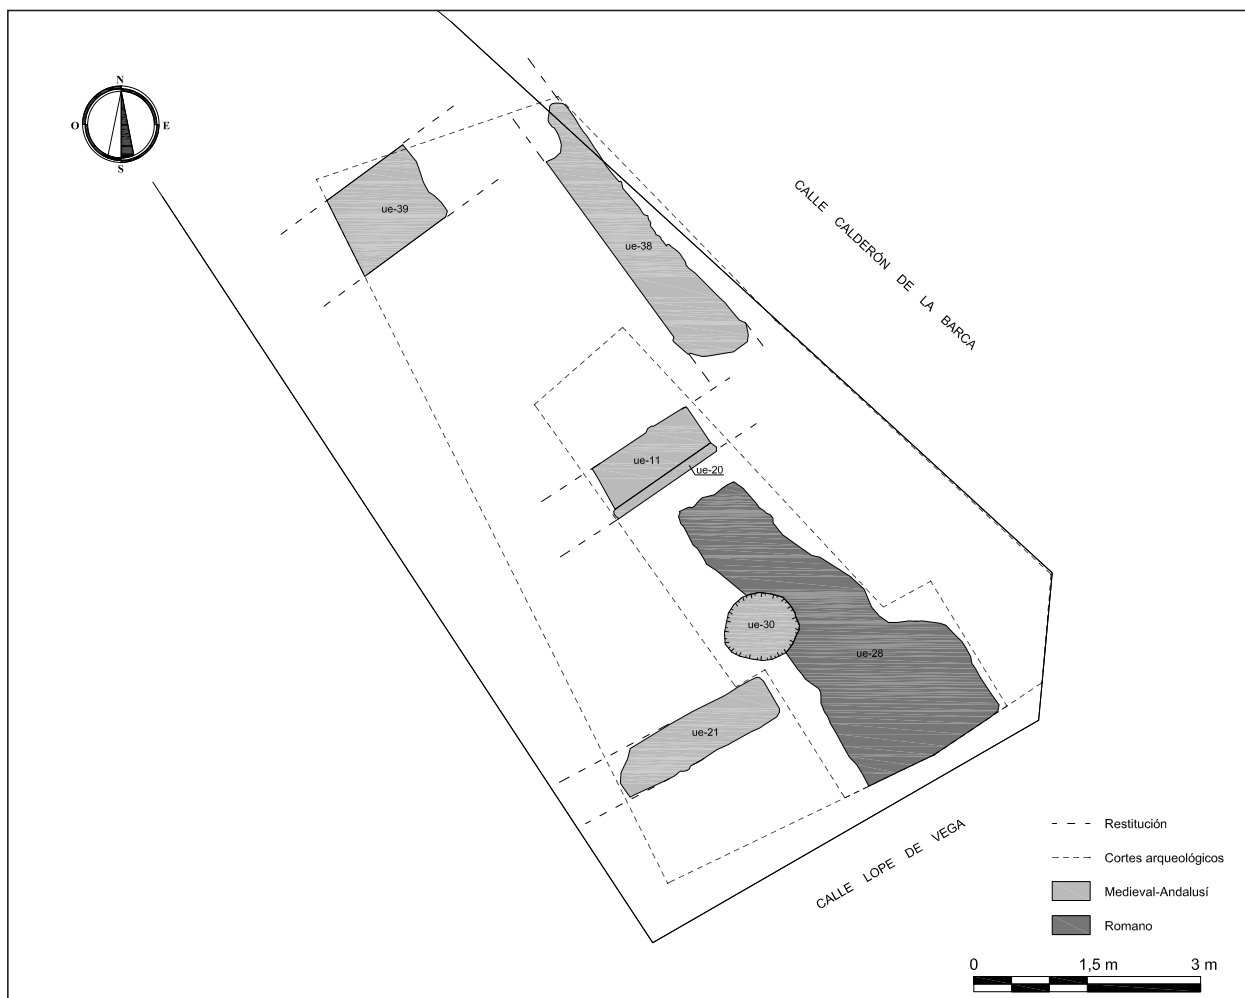 N
O
E
S
ue-39
ue-38
CALLE CALDERÓN DE LA BARCA
ue-11
ue-20
ue-30
ue-28
ue-21
CALLE LOPE DE VEGA
Restitución
Cortes arqueológicos
Medieval-Andalusí
Romano
0 1,5 m 3 m